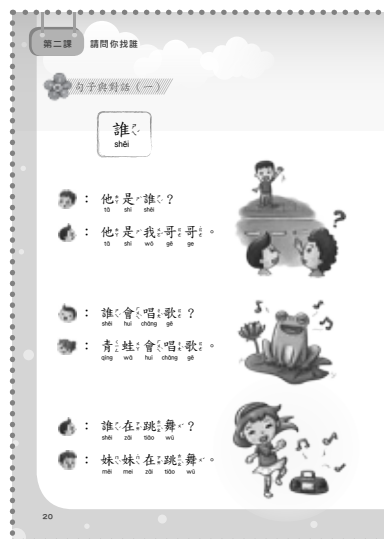 第二課 請問你找誰
句子與對話（一）
誰
shéi
： 他是誰？
tā shì shéi
： 他是我哥哥。
tā shì wǒ gē ge
： 誰會唱歌？
shéi huì chàng gē
： 青蛙會唱歌。
qīng wā huì chàng gē
： 誰在跳舞？
shéi zài tiào wǔ
： 妹妹在跳舞。
mèi mei zài tiào wǔ
20